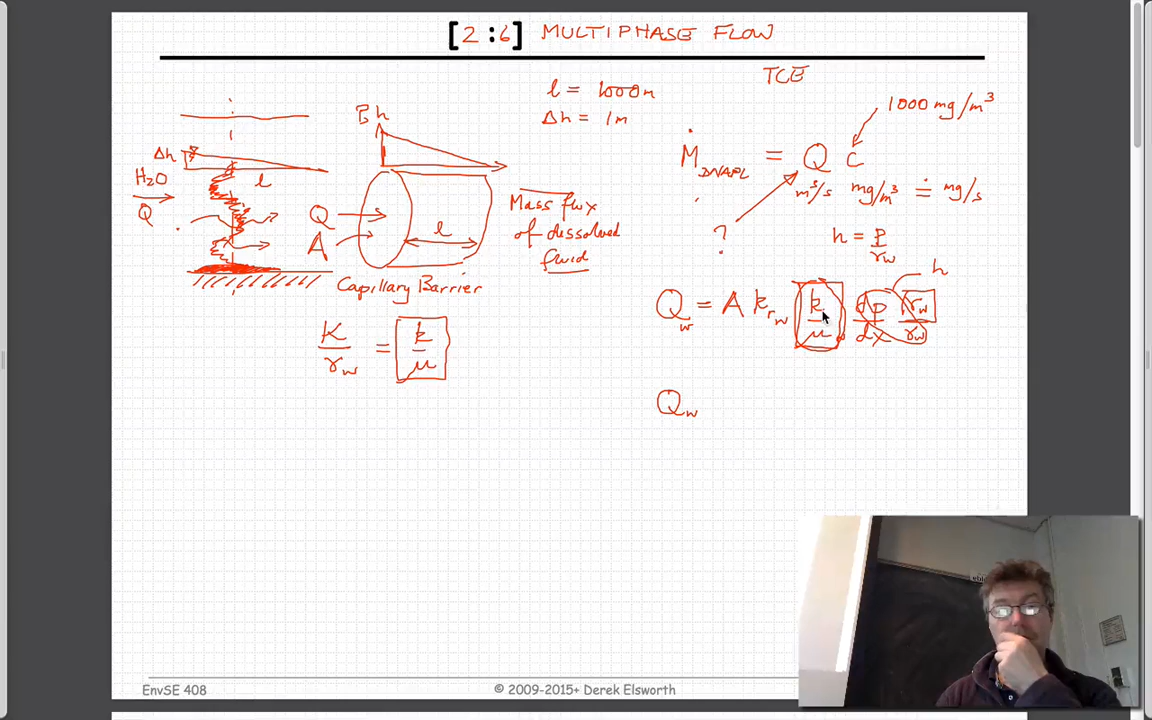 [2:6] MULTIPHASE FLOW
TCE
l = 1000m
Δh = 1m
1000 mg/m³
Δh
H₂O
Q
l
h
Q
A
l
Capillary Barrier
Mass flux
of dissolved
fluid
Ṁ_DNAPL = Q C
m³/s mg/m³ = mg/s
?
h = p/γw
h
Qw = A k_rw k/μ dp/dx γw/γw
K/γw = k/μ
Qw
EnvSE 408
© 2009-2015+ Derek Elsworth